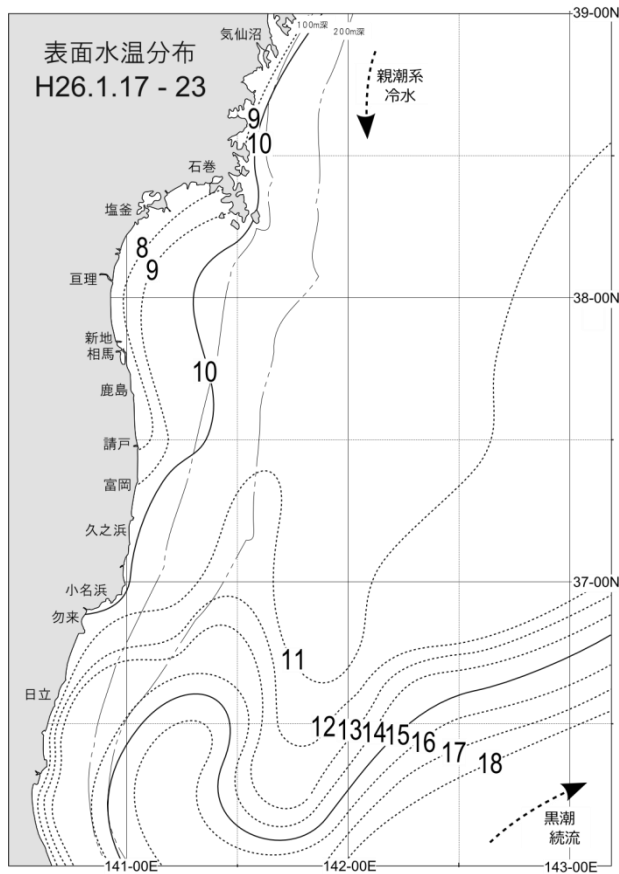 表面水温分布
H26.1.17 - 23
気仙沼
100m深
200m深
39-00N
親潮系
冷水
9
10
石巻
塩釜
8
9
亘理
38-00N
新地
相馬
10
鹿島
請戸
富岡
久之浜
37-00N
小名浜
勿来
11
日立
12
13
14
15
16
17
18
黒潮
続流
141-00E
142-00E
143-00E